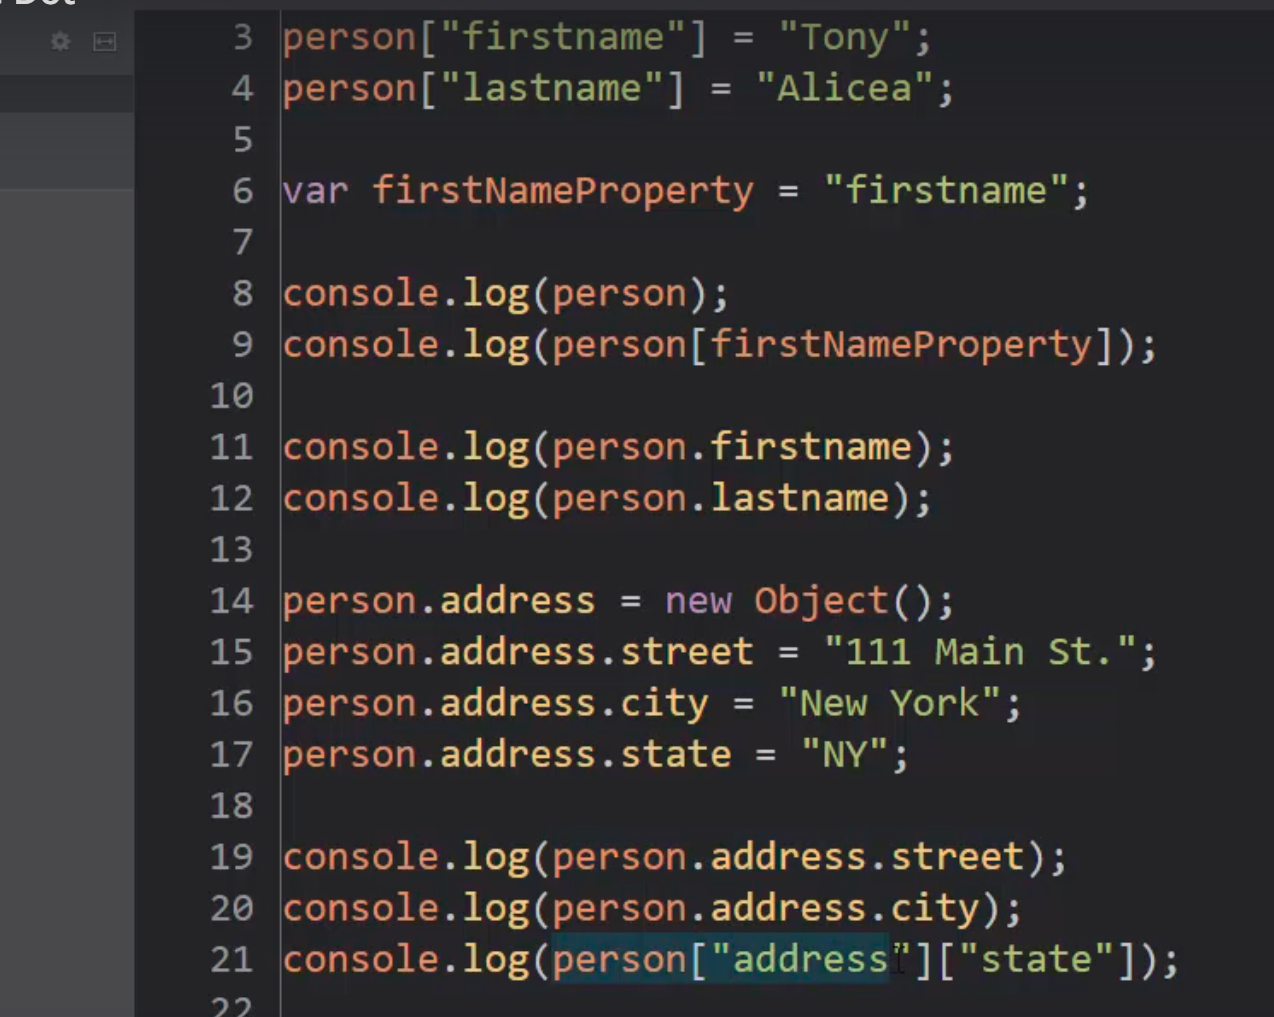 Dot
3 person["firstname"] = "Tony";
4 person["lastname"] = "Alicea";
5
6 var firstNameProperty = "firstname";
7
8 console.log(person);
9 console.log(person[firstNameProperty]);
10
11 console.log(person.firstname);
12 console.log(person.lastname);
13
14 person.address = new Object();
15 person.address.street = "111 Main St.";
16 person.address.city = "New York";
17 person.address.state = "NY";
18
19 console.log(person.address.street);
20 console.log(person.address.city);
21 console.log(person["address"]["state"]);
22